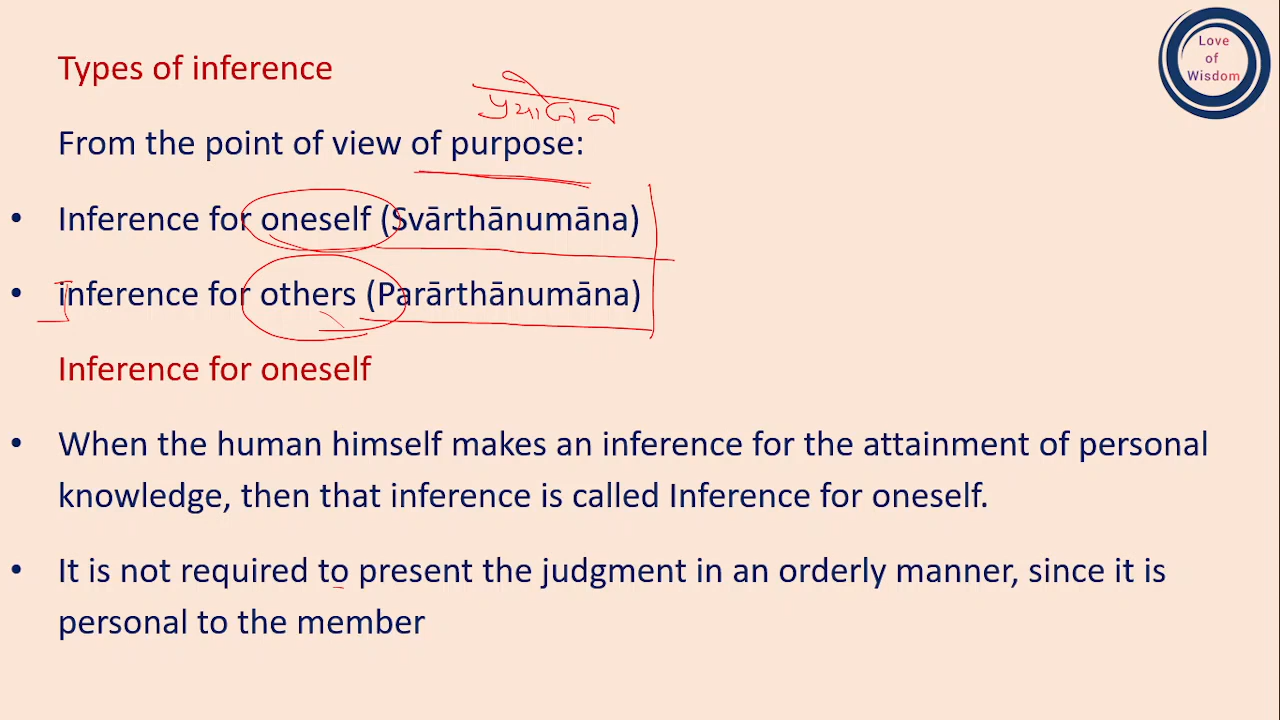 Types of inference
प्रयोजन
From the point of view of purpose:
• Inference for oneself (Svārthānumāna)
• inference for others (Parārthānumāna)
Inference for oneself
• When the human himself makes an inference for the attainment of personal
knowledge, then that inference is called Inference for oneself.
• It is not required to present the judgment in an orderly manner, since it is
personal to the member
Love
of
Wisdom